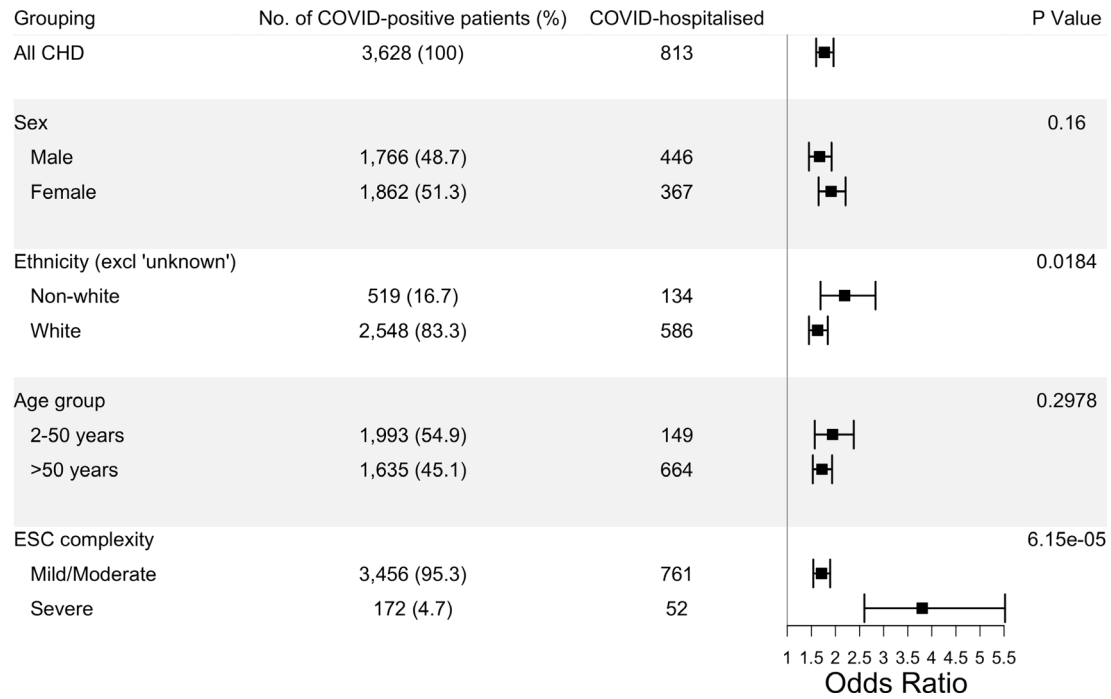 Grouping No. of COVID-positive patients (%) COVID-hospitalised P Value
All CHD 3,628 (100) 813
Sex 0.16
Male 1,766 (48.7) 446
Female 1,862 (51.3) 367
Ethnicity (excl 'unknown') 0.0184
Non-white 519 (16.7) 134
White 2,548 (83.3) 586
Age group 0.2978
2-50 years 1,993 (54.9) 149
>50 years 1,635 (45.1) 664
ESC complexity 6.15e-05
Mild/Moderate 3,456 (95.3) 761
Severe 172 (4.7) 52
1 1.5 2 2.5 3 3.5 4 4.5 5 5.5
Odds Ratio